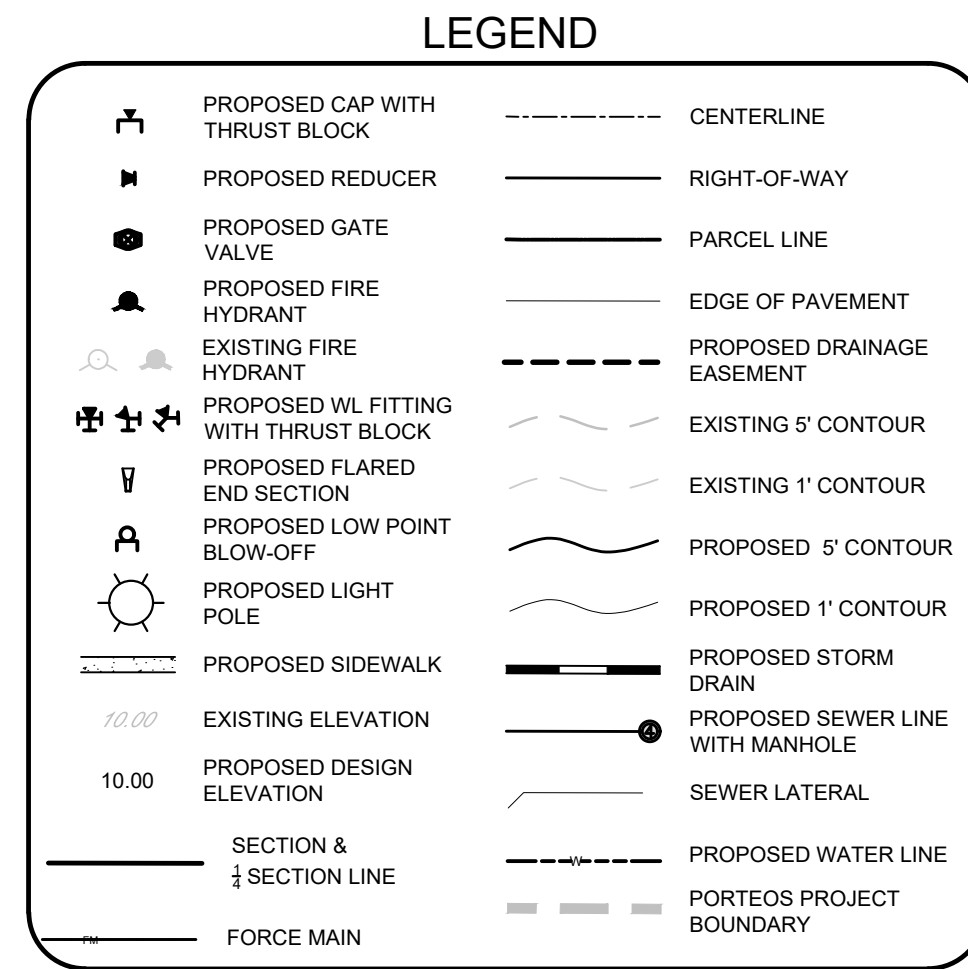 LEGEND
PROPOSED CAP WITH
THRUST BLOCK
PROPOSED REDUCER
PROPOSED GATE
VALVE
PROPOSED FIRE
HYDRANT
EXISTING FIRE
HYDRANT
PROPOSED WL FITTING
WITH THRUST BLOCK
PROPOSED FLARED
END SECTION
PROPOSED LOW POINT
BLOW-OFF
PROPOSED LIGHT
POLE
PROPOSED SIDEWALK
10.00 EXISTING ELEVATION
10.00 PROPOSED DESIGN
ELEVATION
SECTION &
1/4 SECTION LINE
FM FORCE MAIN
CENTERLINE
RIGHT-OF-WAY
PARCEL LINE
EDGE OF PAVEMENT
PROPOSED DRAINAGE
EASEMENT
EXISTING 5' CONTOUR
EXISTING 1' CONTOUR
PROPOSED 5' CONTOUR
PROPOSED 1' CONTOUR
PROPOSED STORM
DRAIN
4 PROPOSED SEWER LINE
WITH MANHOLE
SEWER LATERAL
W PROPOSED WATER LINE
PORTEOS PROJECT
BOUNDARY